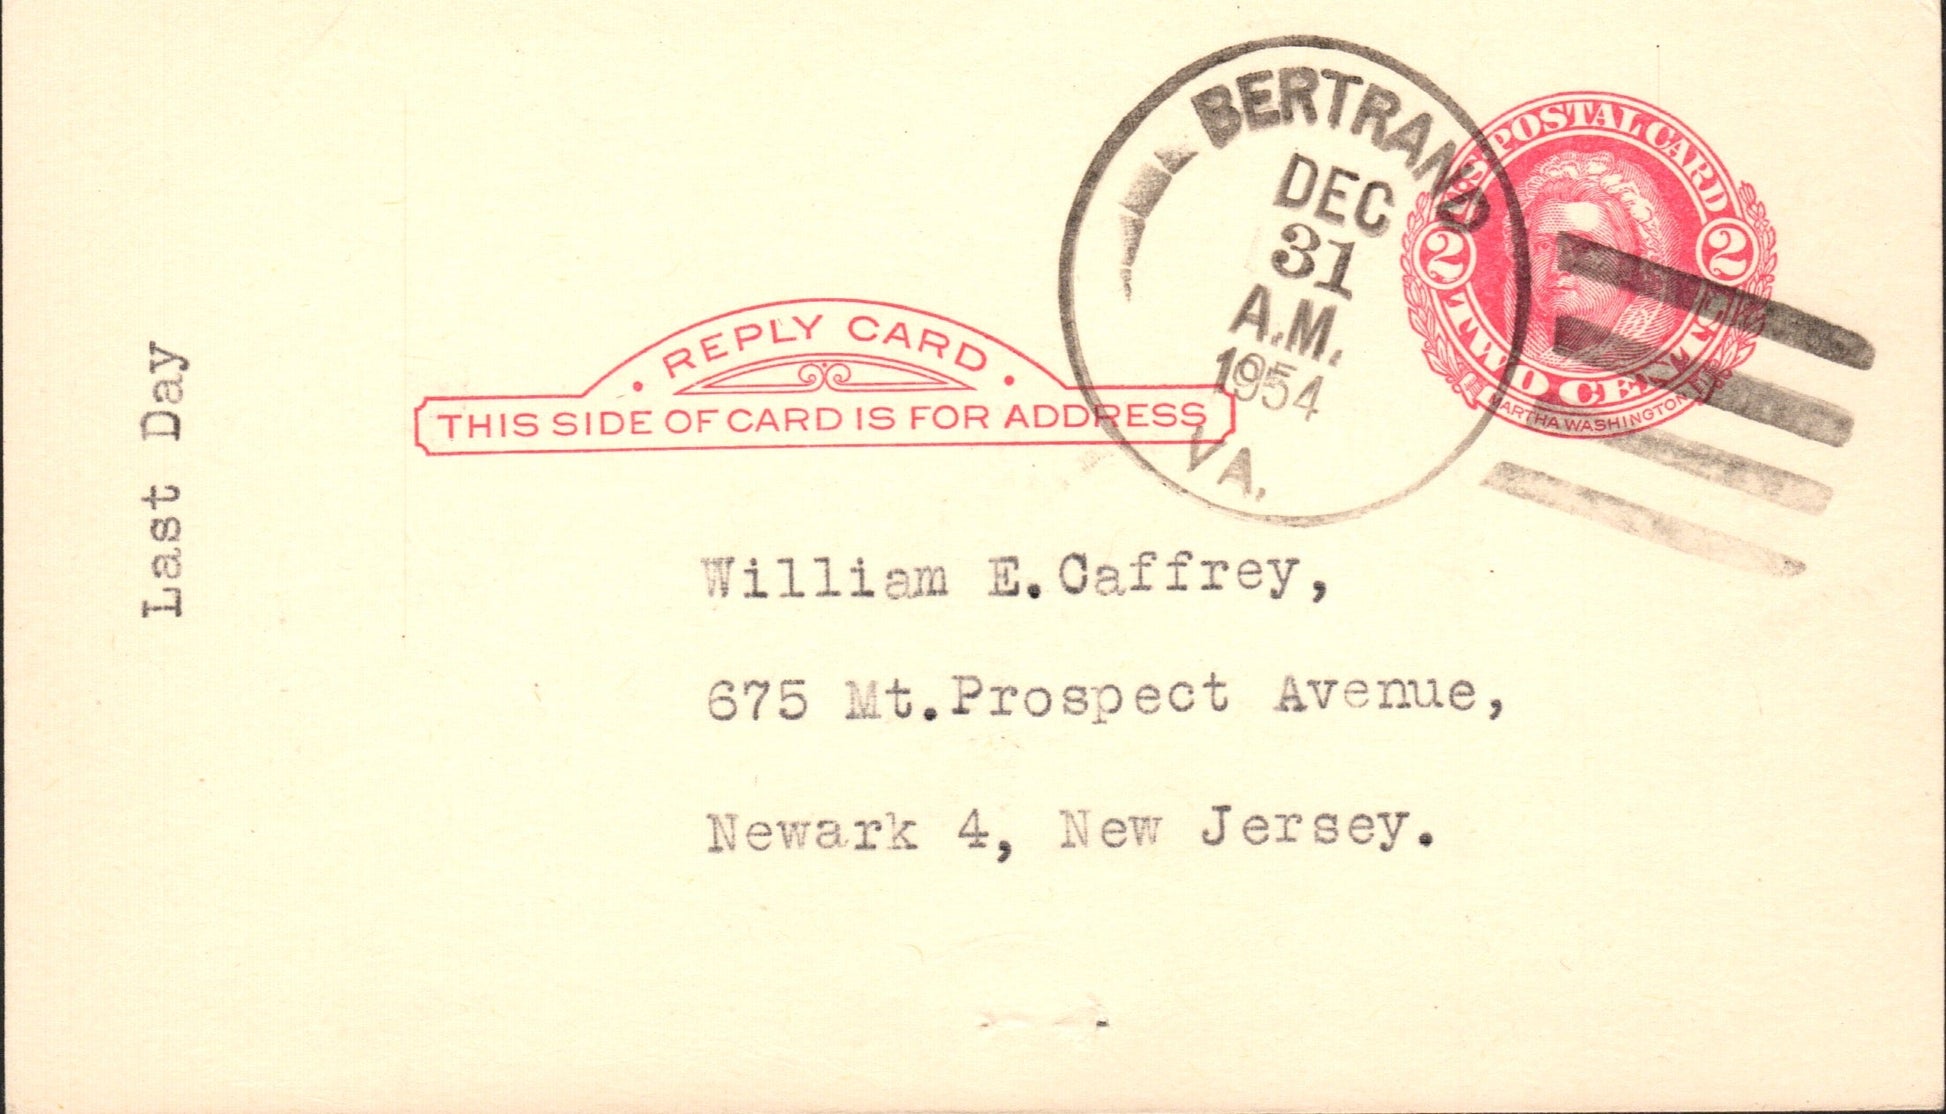 BERTRAND
DEC
31
A.M.
1954
VA.
U.S. POSTAL CARD
2 2
TWO CENTS
MARTHA WASHINGTON
REPLY CARD
THIS SIDE OF CARD IS FOR ADDRESS
Last Day
William E.Caffrey,
675 Mt.Prospect Avenue,
Newark 4, New Jersey.